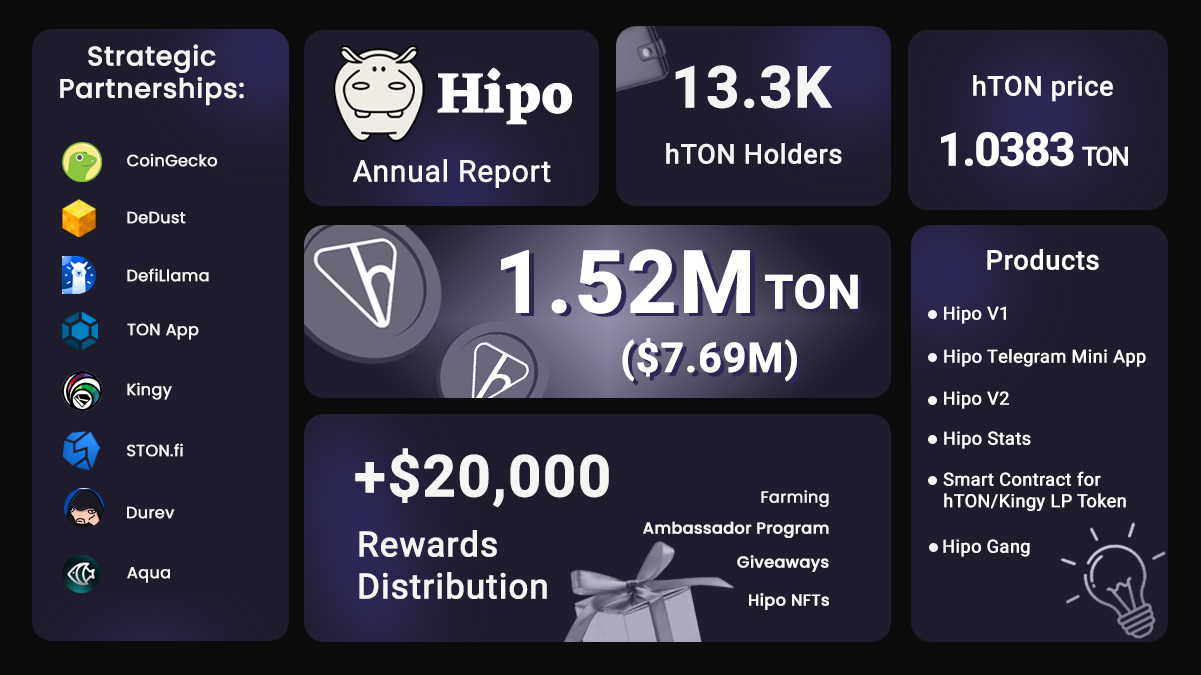 Strategic
Partnerships:
CoinGecko
DeDust
DefiLlama
TON App
Kingy
STON.fi
Durev
Aqua
Hipo
Annual Report
13.3K
hTON Holders
hTON price
1.0383 TON
1.52M TON
($7.69M)
+$20,000
Rewards
Distribution
Farming
Ambassador Program
Giveaways
Hipo NFTs
Products
• Hipo V1
• Hipo Telegram Mini App
• Hipo V2
• Hipo Stats
• Smart Contract for
hTON/Kingy LP Token
• Hipo Gang